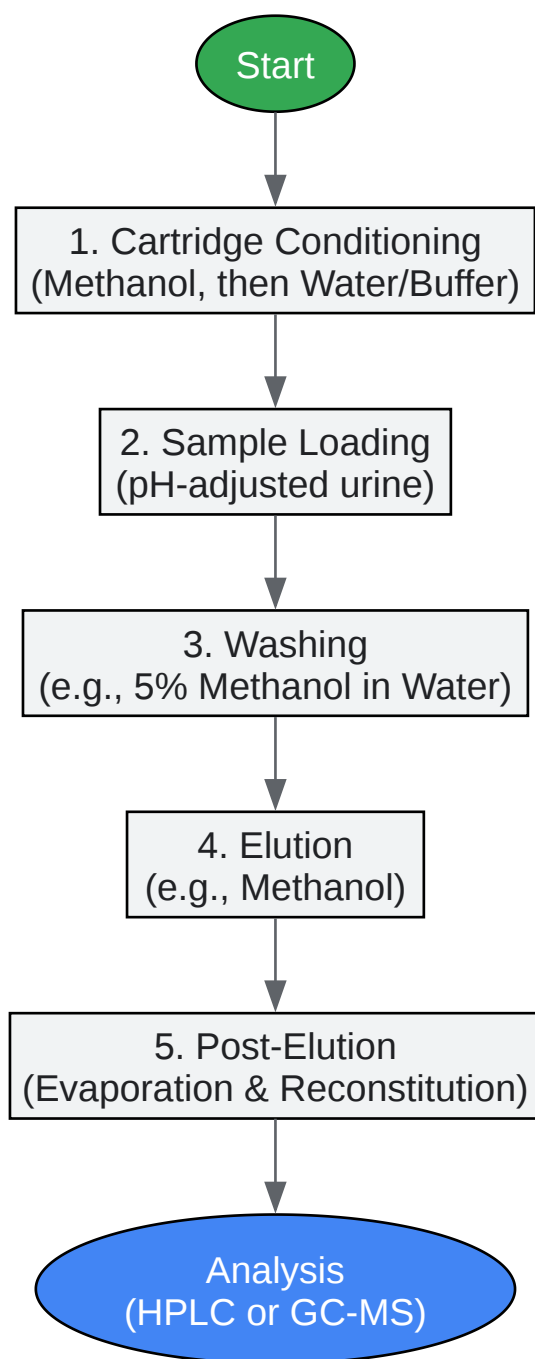 Start
1. Cartridge Conditioning
(Methanol, then Water/Buffer)
2. Sample Loading
(pH-adjusted urine)
3. Washing
(e.g., 5% Methanol in Water)
4. Elution
(e.g., Methanol)
5. Post-Elution
(Evaporation & Reconstitution)
Analysis
(HPLC or GC-MS)